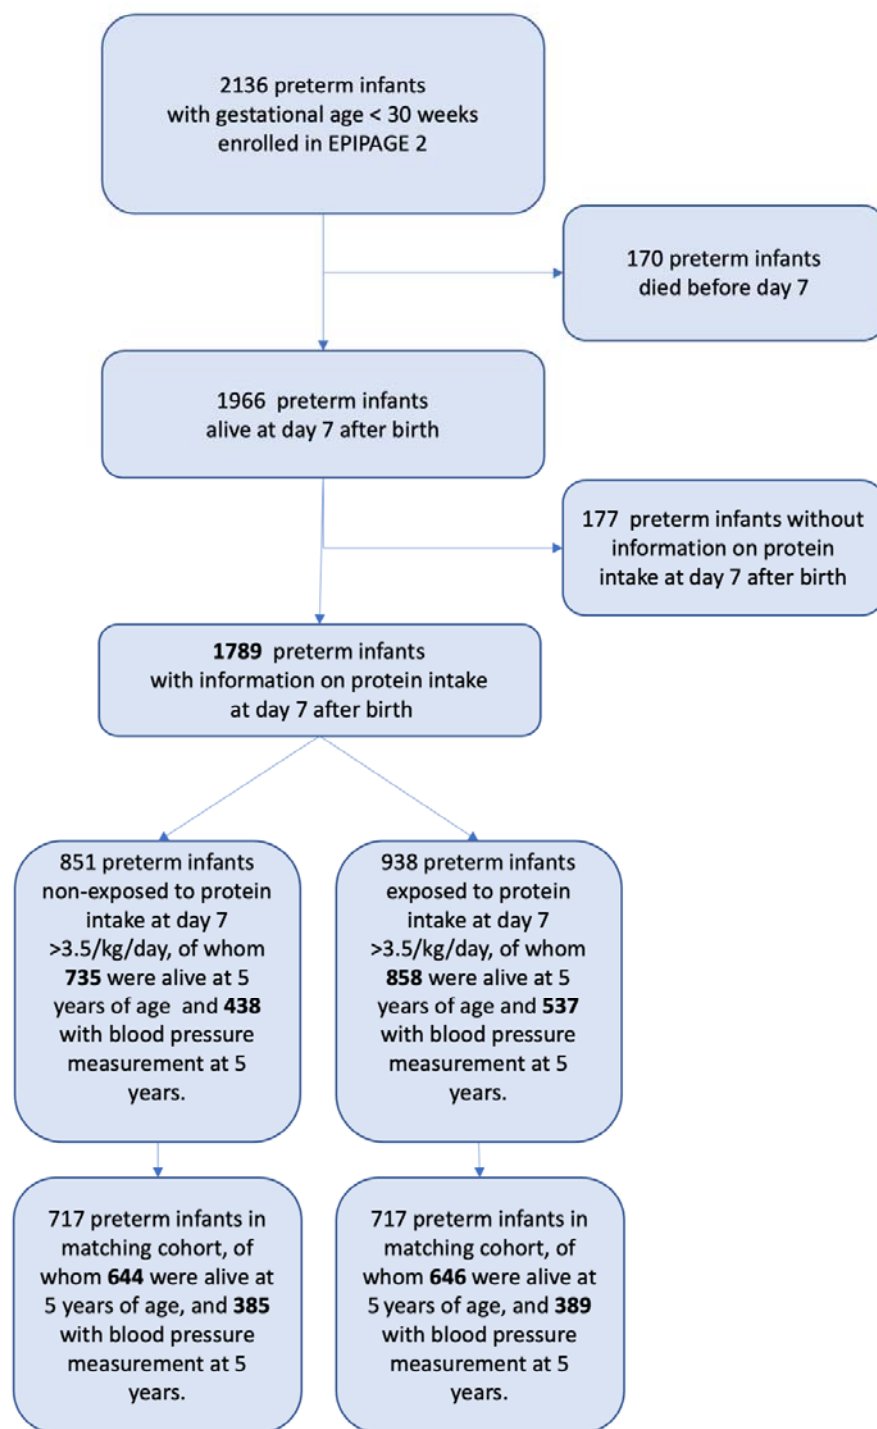 2136 preterm infants
with gestational age < 30 weeks
enrolled in EPIPAGE 2
170 preterm infants
died before day 7
1966 preterm infants
alive at day 7 after birth
177 preterm infants without
information on protein
intake at day 7 after birth
1789 preterm infants
with information on protein intake
at day 7 after birth
851 preterm infants
non-exposed to protein
intake at day 7
>3.5/kg/day, of whom
735 were alive at 5
years of age and 438
with blood pressure
measurement at 5
years.
938 preterm infants
exposed to protein
intake at day 7
>3.5/kg/day, of whom
858 were alive at 5
years of age and 537
with blood pressure
measurement at 5
years.
717 preterm infants in
matching cohort, of
whom 644 were alive at
5 years of age, and 385
with blood pressure
measurement at 5
years.
717 preterm infants in
matching cohort, of
whom 646 were alive at
5 years of age, and 389
with blood pressure
measurement at 5
years.